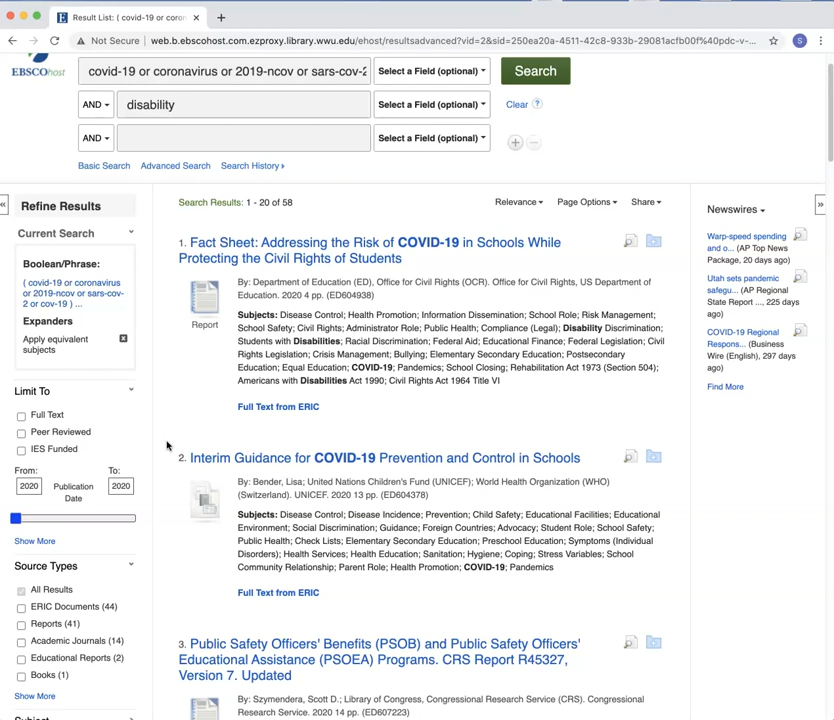 Result List: ( covid-19 or coron
Not Secure
web.b.ebscohost.com.ezproxy.library.wwu.edu/ehost/resultsadvanced?vid=2&sid=250ea20a-4511-42c8-933b-29081acfb00f%40pdc-v-...
S
EBSCOhost
covid-19 or coronavirus or 2019-ncov or sars-cov-2
Select a Field (optional)
Search
AND
disability
Select a Field (optional)
Clear ?
AND
Select a Field (optional)
Basic Search
Advanced Search
Search History
Refine Results
Current Search
Boolean/Phrase:
( covid-19 or coronavirus
or 2019-ncov or sars-cov-
2 or cov-19 ) ...
Expanders
Apply equivalent
subjects
Limit To
Full Text
Peer Reviewed
IES Funded
From:
To:
2020
Publication
Date
2020
Show More
Source Types
All Results
ERIC Documents (44)
Reports (41)
Academic Journals (14)
Educational Reports (2)
Books (1)
Show More
Search Results: 1 - 20 of 58
Relevance
Page Options
Share
1. Fact Sheet: Addressing the Risk of COVID-19 in Schools While
Protecting the Civil Rights of Students
Report
By: Department of Education (ED), Office for Civil Rights (OCR). Office for Civil Rights, US Department of
Education. 2020 4 pp. (ED604938)
Subjects: Disease Control; Health Promotion; Information Dissemination; School Role; Risk Management;
School Safety; Civil Rights; Administrator Role; Public Health; Compliance (Legal); Disability Discrimination;
Students with Disabilities; Racial Discrimination; Federal Aid; Educational Finance; Federal Legislation; Civil
Rights Legislation; Crisis Management; Bullying; Elementary Secondary Education; Postsecondary
Education; Equal Education; COVID-19; Pandemics; School Closing; Rehabilitation Act 1973 (Section 504);
Americans with Disabilities Act 1990; Civil Rights Act 1964 Title VI
Full Text from ERIC
2. Interim Guidance for COVID-19 Prevention and Control in Schools
By: Bender, Lisa; United Nations Children's Fund (UNICEF); World Health Organization (WHO)
(Switzerland). UNICEF. 2020 13 pp. (ED604378)
Subjects: Disease Control; Disease Incidence; Prevention; Child Safety; Educational Facilities; Educational
Environment; Social Discrimination; Guidance; Foreign Countries; Advocacy; Student Role; School Safety;
Public Health; Check Lists; Elementary Secondary Education; Preschool Education; Symptoms (Individual
Disorders); Health Services; Health Education; Sanitation; Hygiene; Coping; Stress Variables; School
Community Relationship; Parent Role; Health Promotion; COVID-19; Pandemics
Full Text from ERIC
3. Public Safety Officers' Benefits (PSOB) and Public Safety Officers'
Educational Assistance (PSOEA) Programs. CRS Report R45327,
Version 7. Updated
By: Szymendera, Scott D.; Library of Congress, Congressional Research Service (CRS). Congressional
Research Service. 2020 14 pp. (ED607223)
Newswires
Warp-speed spending
and o... (AP Top News
Package, 20 days ago)
Utah sets pandemic
safegu... (AP Regional
State Report ..., 225 days
ago)
COVID-19 Regional
Respons... (Business
Wire (English), 297 days
ago)
Find More